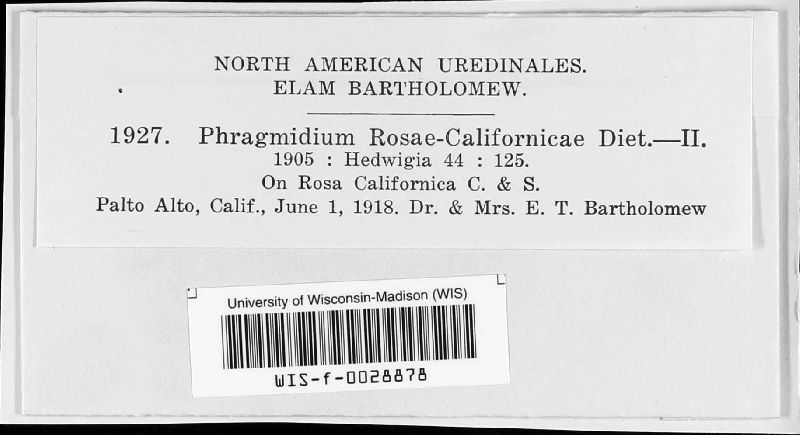 NORTH AMERICAN UREDINALES.
ELAM BARTHOLOMEW.
1927. Phragmidium Rosae-Californicae Diet.—II.
1905 : Hedwigia 44 : 125.
On Rosa Californica C. & S.
Palto Alto, Calif., June 1, 1918. Dr. & Mrs. E. T. Bartholomew
University of Wisconsin-Madison (WIS)
WIS-f-0028878